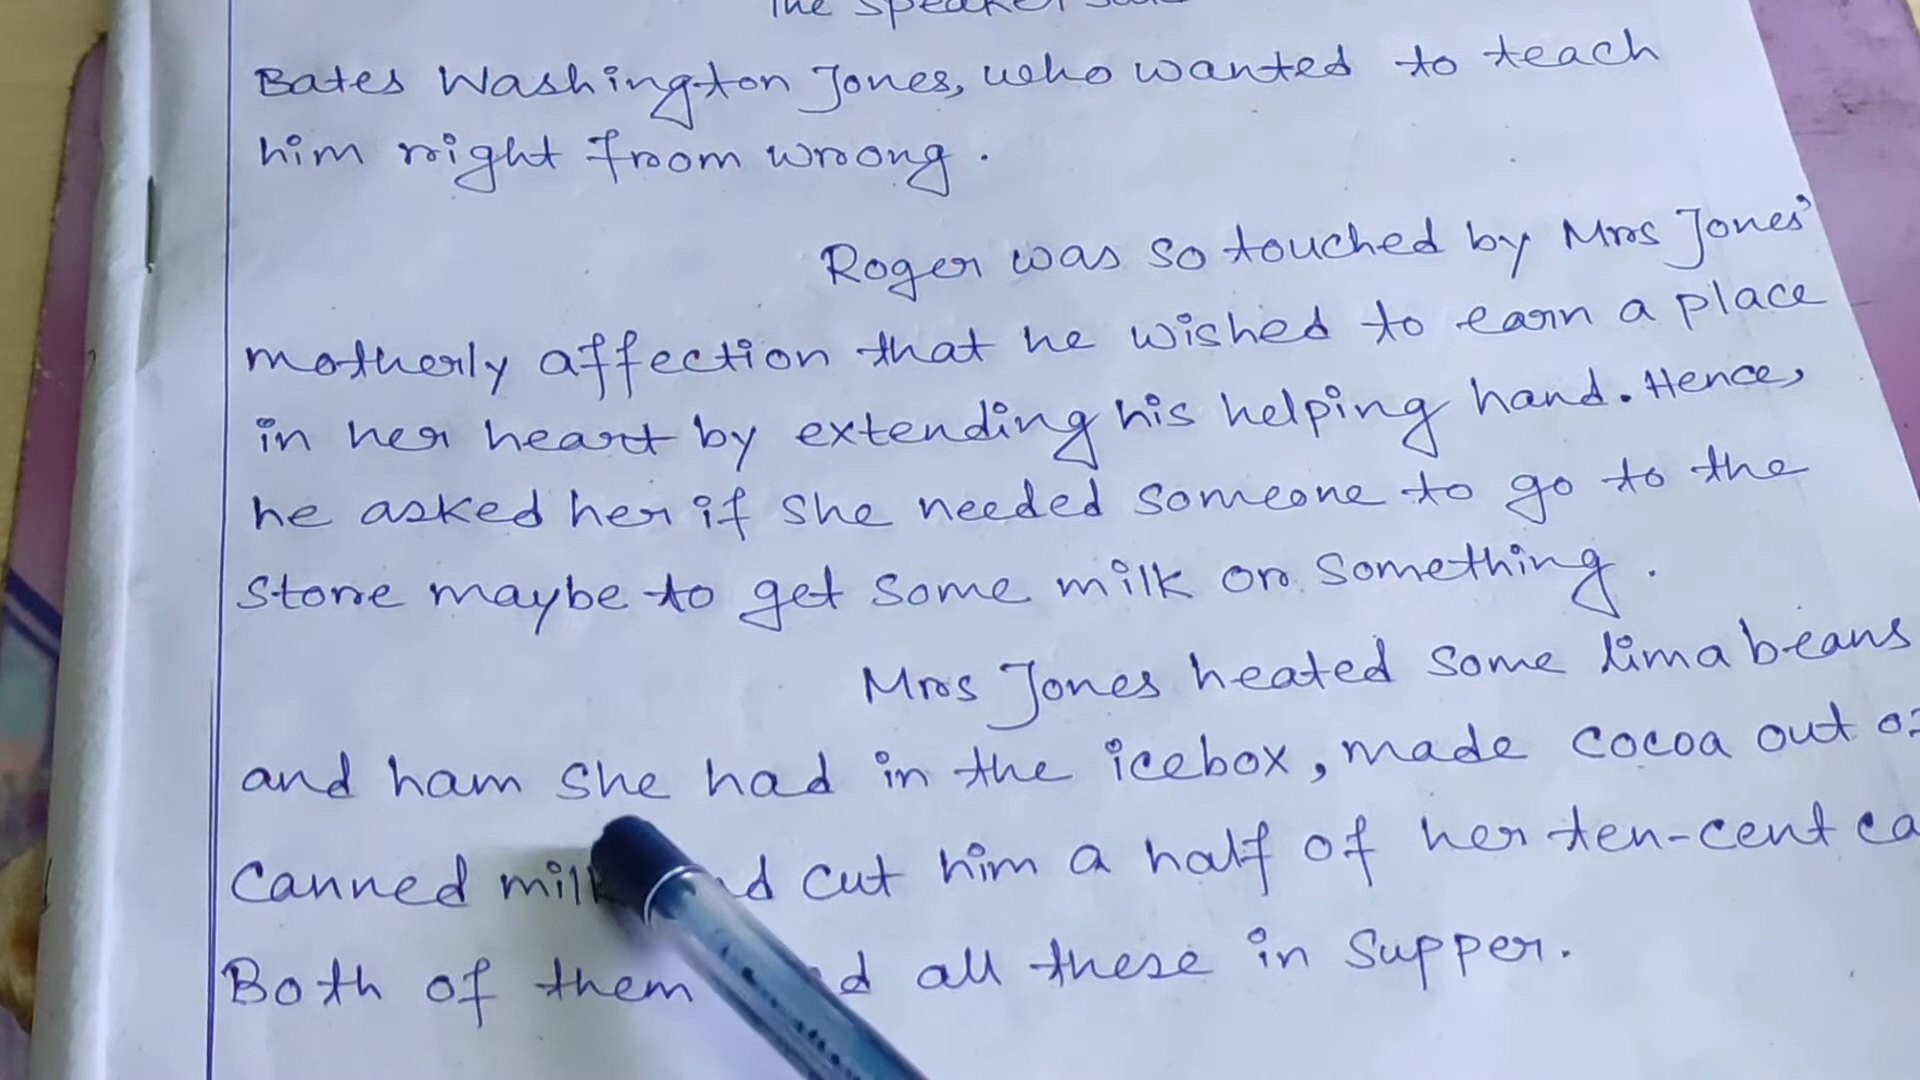 The speaker
Bates Washington Jones, who wanted to teach
him right from wrong.
Roger was so touched by Mrs Jones'
motherly affection that he wished to earn a place
in her heart by extending his helping hand. Hence,
he asked her if she needed someone to go to the
store maybe to get some milk or something.
Mrs Jones heated some lima beans
and ham she had in the icebox, made cocoa out
canned milk cut him a half of her ten-cent
Both of them all these in supper.